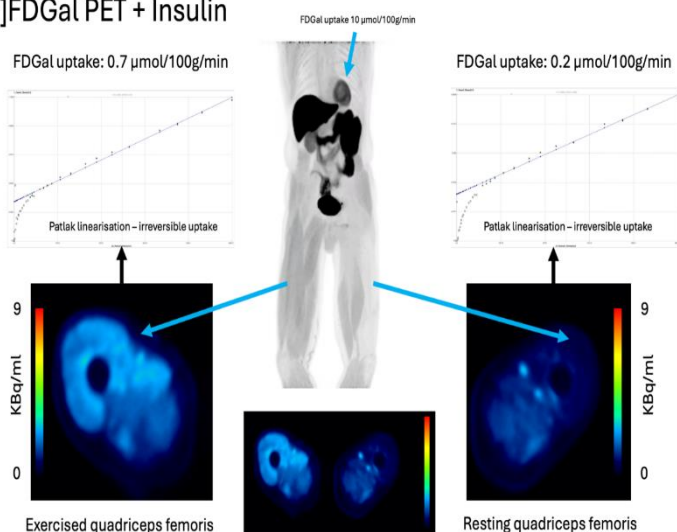 ]FDGal PET + Insulin
FDGal uptake 10 µmol/100g/min
FDGal uptake: 0.7 µmol/100g/min
FDGal uptake: 0.2 µmol/100g/min
Patlak linearisation – irreversible uptake
Patlak linearisation – irreversible uptake
9
KBq/ml
0
9
KBq/ml
0
Exercised quadriceps femoris
Resting quadriceps femoris